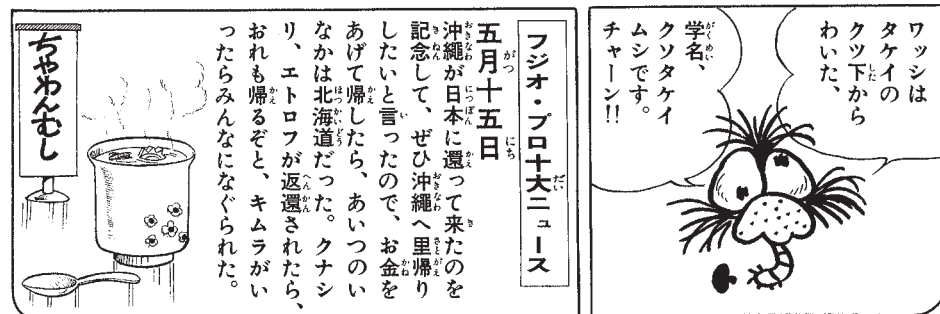 ワッシは
タケイの
クツ下から
わいた、
学名、
クソタケイ
ムシです。
チャーン!!
フジオ・プロ十大ニュース
五月十五日
沖繩が日本に還って来たのを
記念して、ぜひ沖繩へ里帰り
したいと言ったので、お金を
あげて帰したら、あいつのい
なかは北海道だった。クナシ
リ、エトロフが返還されたら、
おれも帰るぞと、キムラがい
ったらみんなになぐられた。
ちゃわんむし